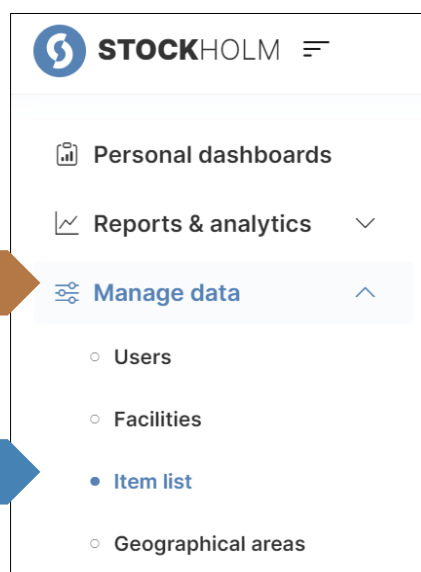 STOCKHOLM
Personal dashboards
Reports & analytics
Manage data
Users
Facilities
Item list
Geographical areas